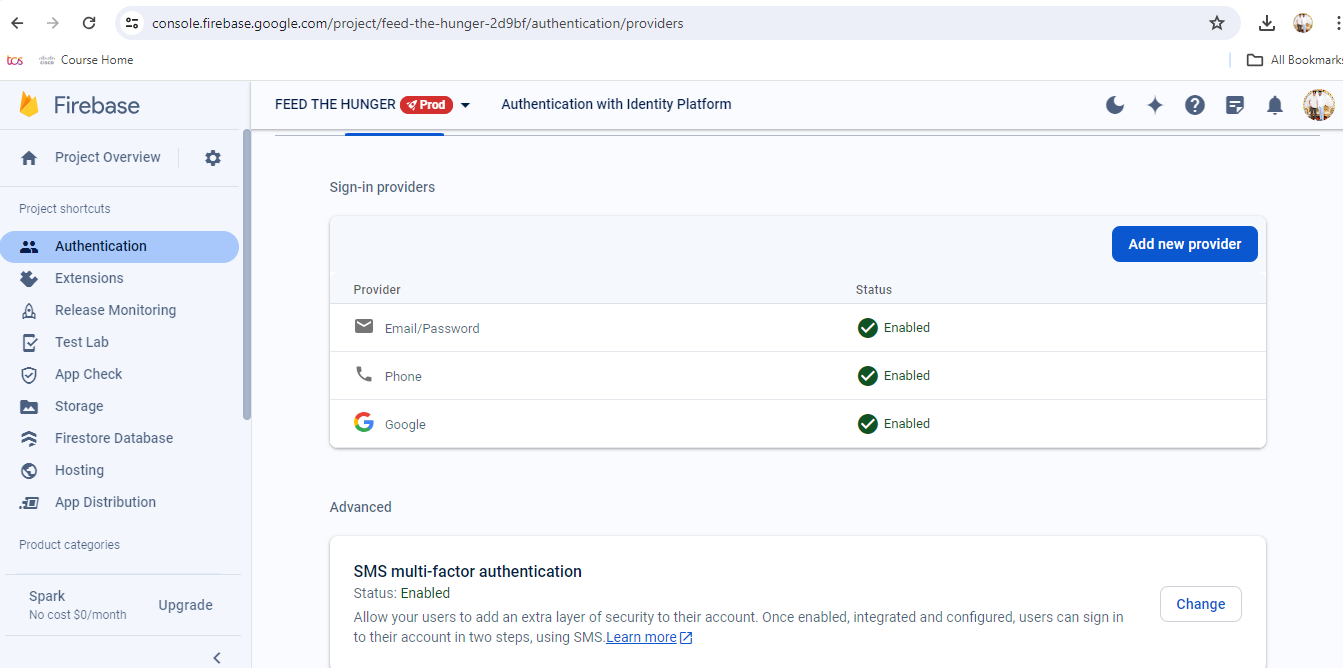 console.firebase.google.com/project/feed-the-hunger-2d9bf/authentication/providers
tcs Course Home
All Bookmarks
Firebase
FEED THE HUNGER Prod Authentication with Identity Platform
Project Overview
Project shortcuts
Authentication
Extensions
Release Monitoring
Test Lab
App Check
Storage
Firestore Database
Hosting
App Distribution
Product categories
Spark
No cost $0/month
Upgrade
Sign-in providers
Add new provider
Provider Status
Email/Password Enabled
Phone Enabled
Google Enabled
Advanced
SMS multi-factor authentication
Status: Enabled
Allow your users to add an extra layer of security to their account. Once enabled, integrated and configured, users can sign in
to their account in two steps, using SMS.Learn more
Change